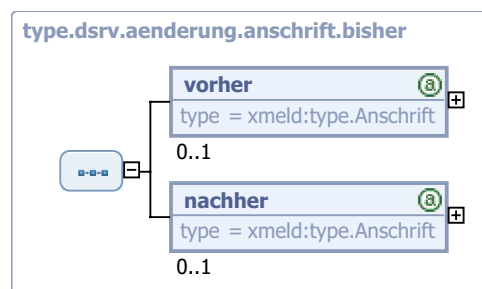 type.dsrv.aenderung.anschrift.bisher
vorher
type = xmeld:type.Anschrift
0..1
nachher
type = xmeld:type.Anschrift
0..1